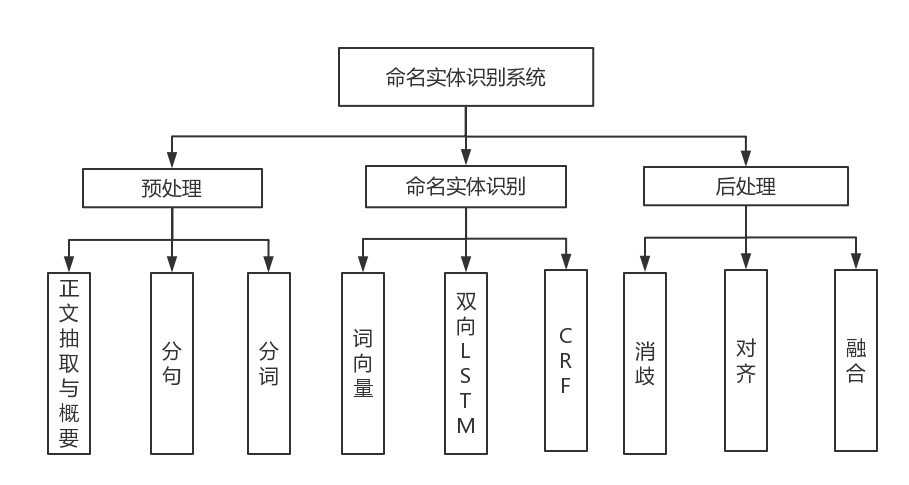 命名实体识别系统
预处理
命名实体识别
后处理
正文抽取与概要
分句
分词
词向量
双向LSTM
CRF
消歧
对齐
融合